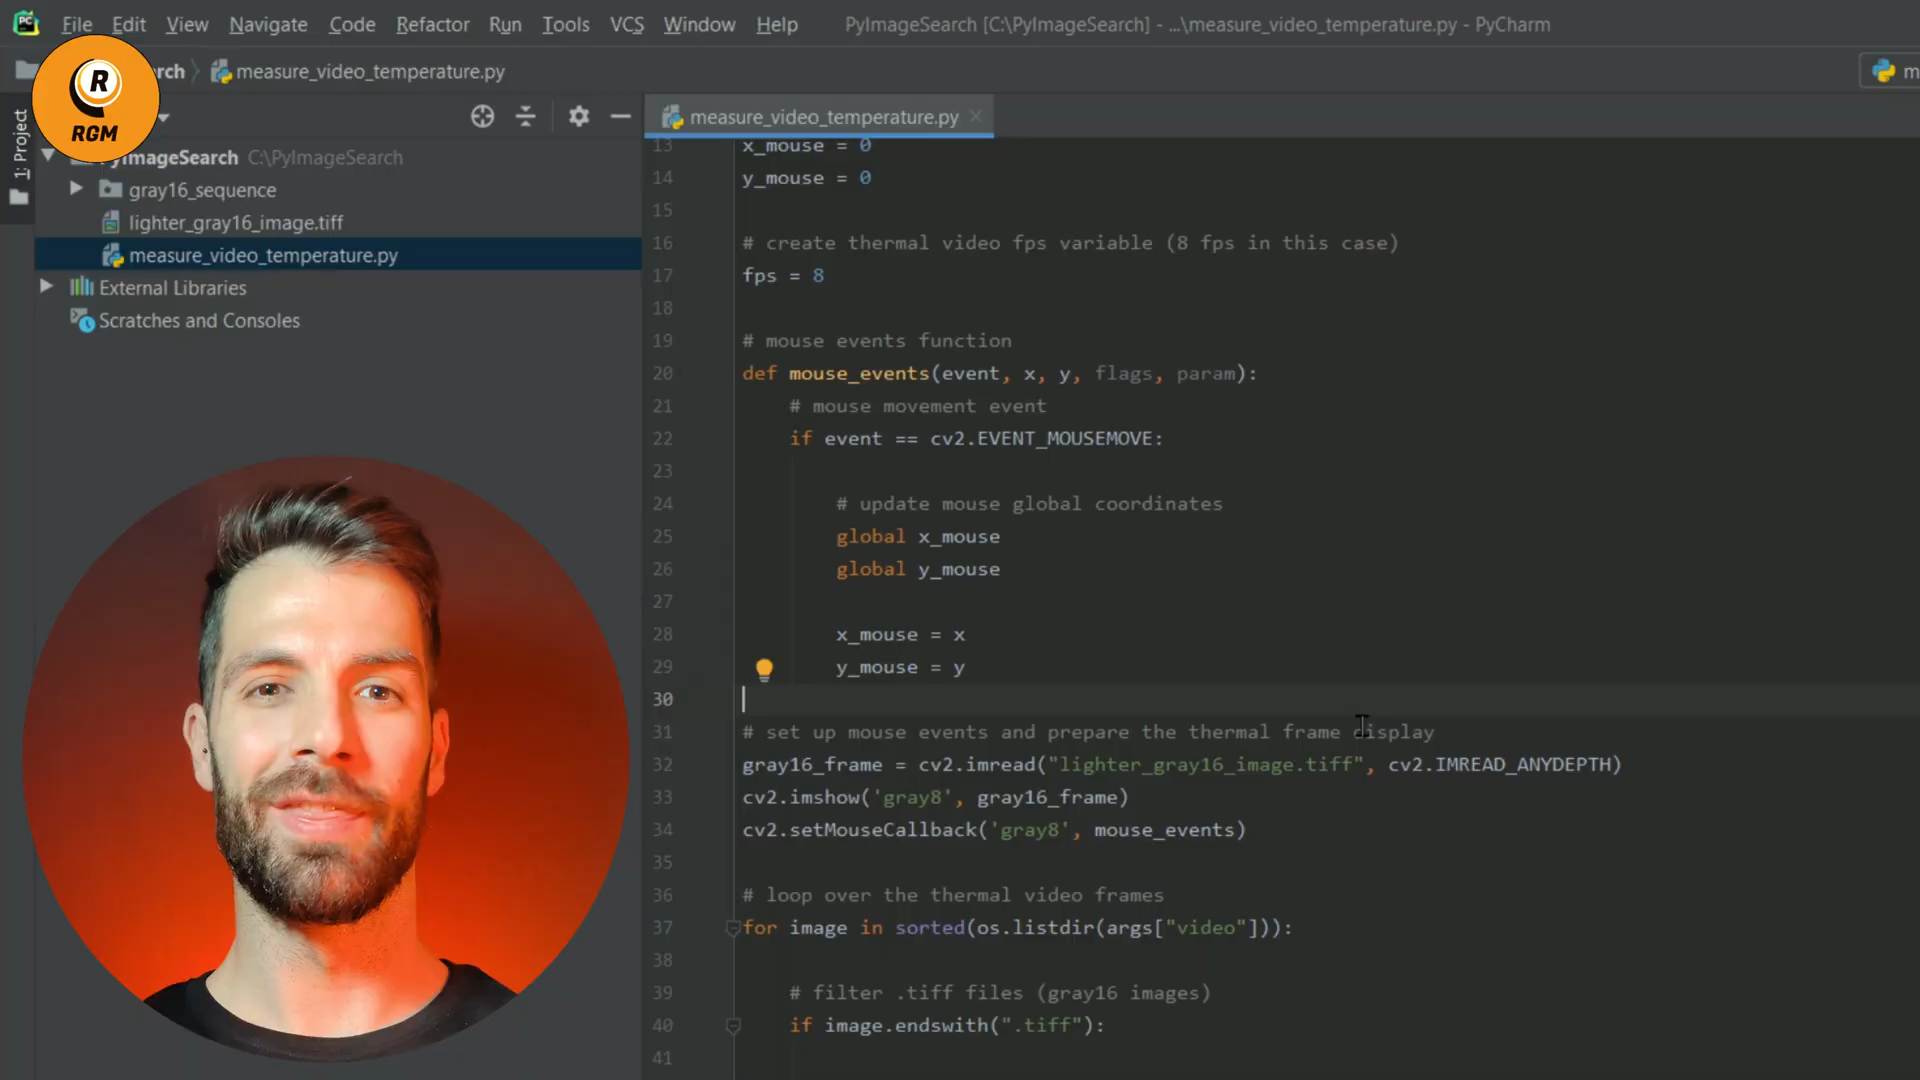 File Edit View Navigate Code Refactor Run Tools VCS Window Help PyImageSearch [C:\PyImageSearch] - ...\measure_video_temperature.py - PyCharm
rch measure_video_temperature.py m
R
RGM
1: Project
measure_video_temperature.py
PyImageSearch C:\PyImageSearch
gray16_sequence
lighter_gray16_image.tiff
measure_video_temperature.py
External Libraries
Scratches and Consoles
13 x_mouse = 0
14 y_mouse = 0
15
16 # create thermal video fps variable (8 fps in this case)
17 fps = 8
18
19 # mouse events function
20 def mouse_events(event, x, y, flags, param):
21 # mouse movement event
22 if event == cv2.EVENT_MOUSEMOVE:
23
24 # update mouse global coordinates
25 global x_mouse
26 global y_mouse
27
28 x_mouse = x
29 y_mouse = y
30
31 # set up mouse events and prepare the thermal frame display
32 gray16_frame = cv2.imread("lighter_gray16_image.tiff", cv2.IMREAD_ANYDEPTH)
33 cv2.imshow('gray8', gray16_frame)
34 cv2.setMouseCallback('gray8', mouse_events)
35
36 # loop over the thermal video frames
37 for image in sorted(os.listdir(args["video"])):
38
39 # filter .tiff files (gray16 images)
40 if image.endswith(".tiff"):
41